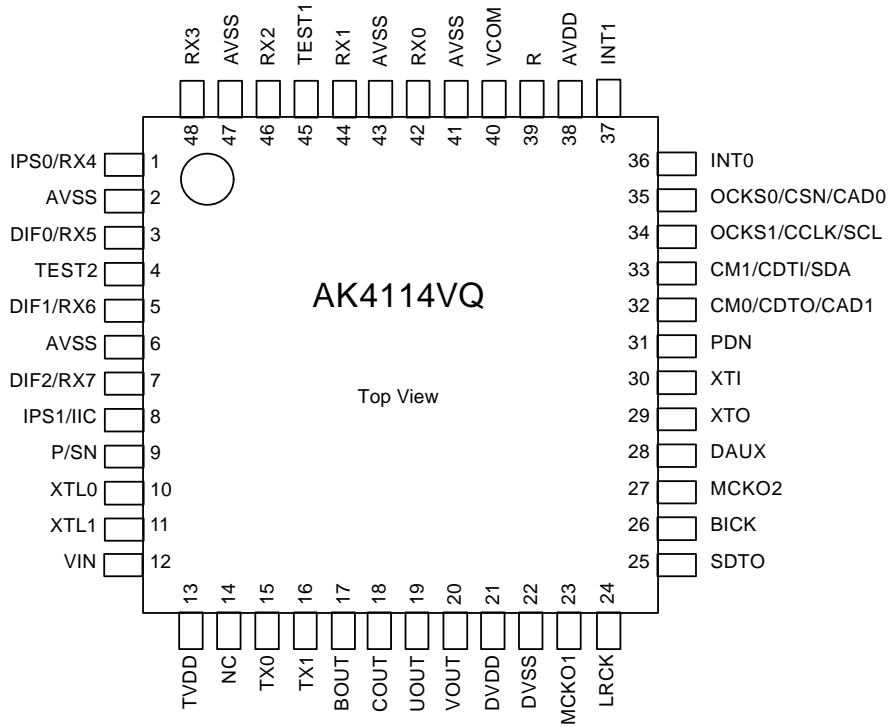 RX3 AVSS RX2 TEST1 RX1 AVSS RX0 AVSS VCOM R AVDD INT1
48 47 46 45 44 43 42 41 40 39 38 37
IPS0/RX4 1 36 INT0
AVSS 2 35 OCKS0/CSN/CAD0
DIF0/RX5 3 34 OCKS1/CCLK/SCL
TEST2 4 33 CM1/CDTI/SDA
DIF1/RX6 5 AK4114VQ 32 CM0/CDTO/CAD1
AVSS 6 31 PDN
DIF2/RX7 7 30 XTI
Top View
IPS1/IIC 8 29 XTO
P/SN 9 28 DAUX
XTL0 10 27 MCKO2
XTL1 11 26 BICK
VIN 12 25 SDTO
13 14 15 16 17 18 19 20 21 22 23 24
TVDD NC TX0 TX1 BOUT COUT UOUT VOUT DVDD DVSS MCKO1 LRCK